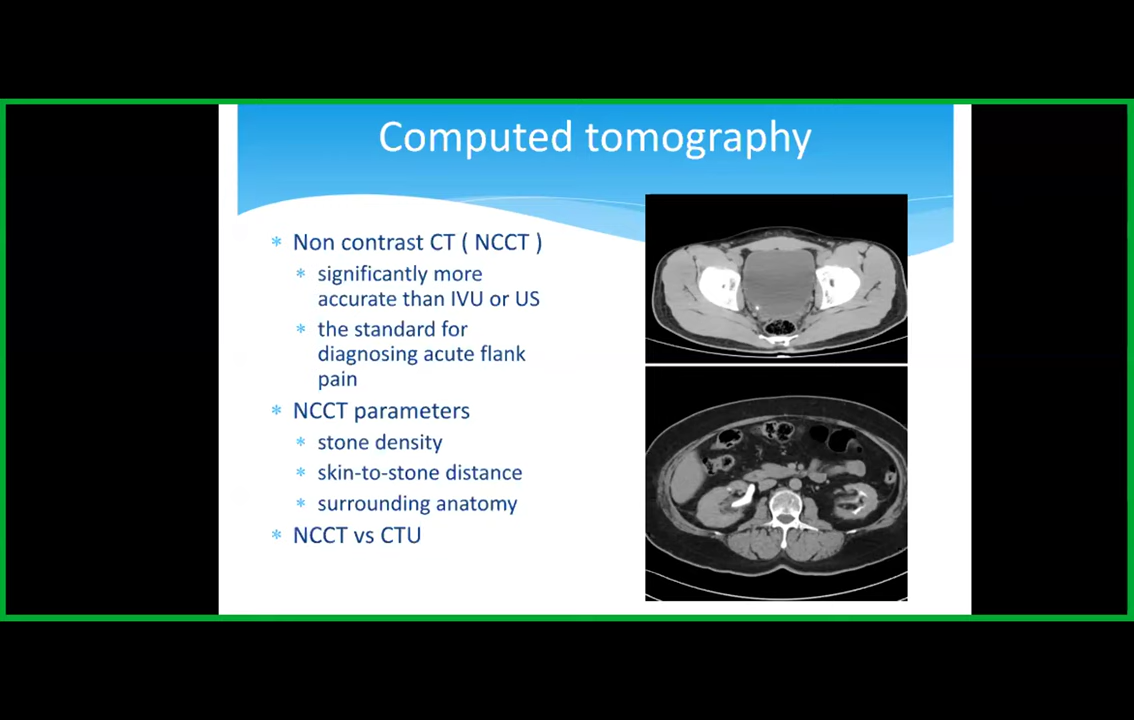 Computed tomography
* Non contrast CT ( NCCT )
* significantly more
accurate than IVU or US
* the standard for
diagnosing acute flank
pain
* NCCT parameters
* stone density
* skin-to-stone distance
* surrounding anatomy
* NCCT vs CTU